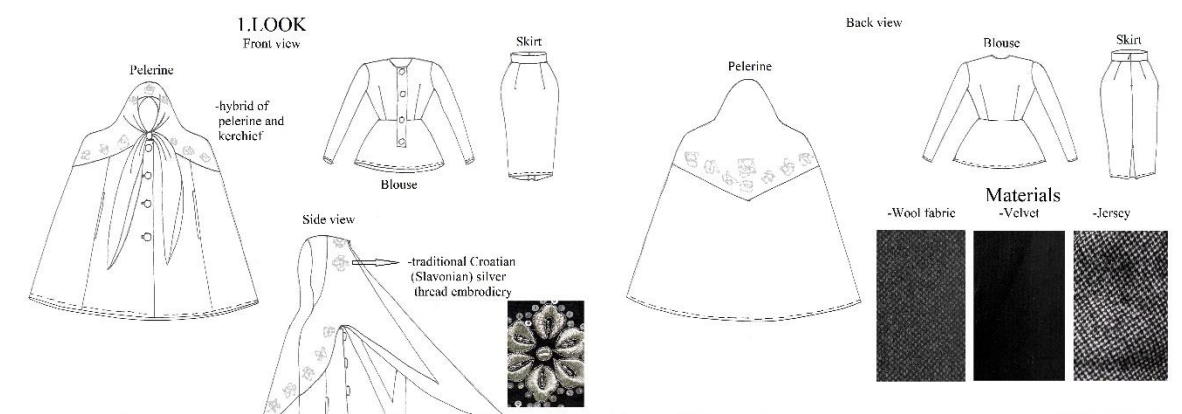 1.LOOK
Front view
Pelerine
-hybrid of
pelerine and
kerchief
Blouse
Skirt
Side view
-traditional Croatian
(Slavonian) silver
thread embrodiery
Back view
Pelerine
Blouse
Skirt
Materials
-Wool fabric
-Velvet
-Jersey